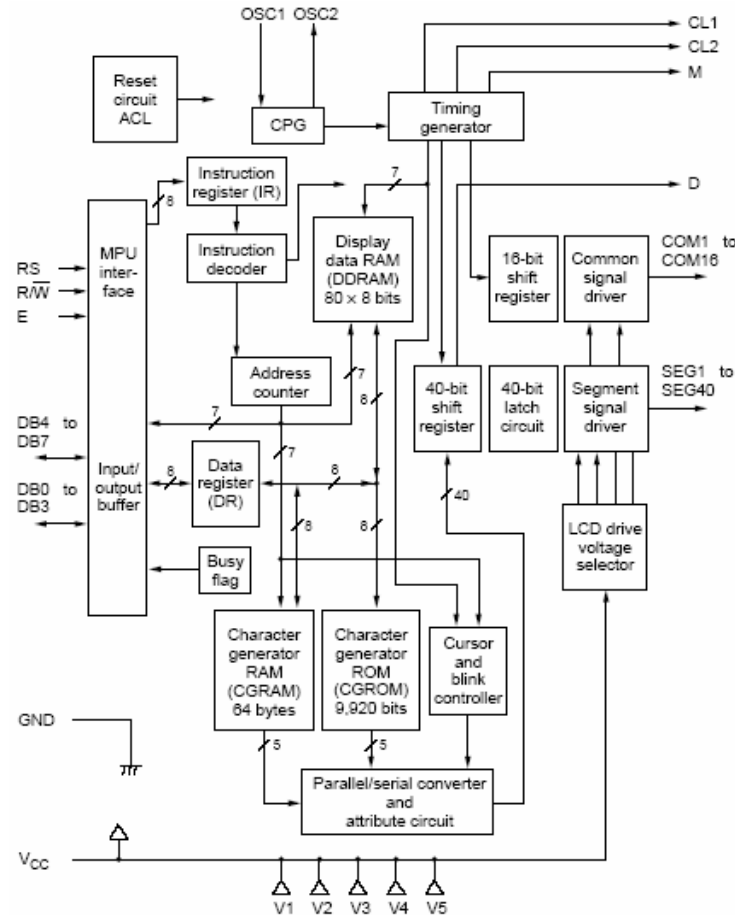 OSC1 OSC2
CL1
CL2
M
Reset
circuit
ACL
CPG
Timing
generator
D
8
Instruction
register (IR)
7
MPU
inter-
face
Instruction
decoder
Display
data RAM
(DDRAM)
80 × 8 bits
16-bit
shift
register
Common
signal
driver
COM1 to
COM16
RS
R/W
E
Address
counter
7
8
40-bit
shift
register
40-bit
latch
circuit
Segment
signal
driver
SEG1 to
SEG40
DB4 to
DB7
7
7
DB0 to
DB3
Input/
output
buffer
8
Data
register
(DR)
8
8
8
40
LCD drive
voltage
selector
Busy
flag
Character
generator
RAM
(CGRAM)
64 bytes
Character
generator
ROM
(CGROM)
9,920 bits
Cursor
and
blink
controller
GND
5
5
Parallel/serial converter
and
attribute circuit
VCC
V1 V2 V3 V4 V5